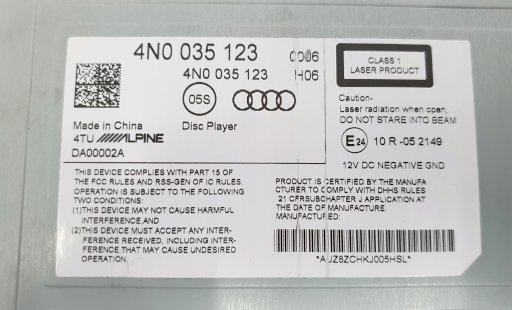 4N0 035 123 0006
4N0 035 123 H06
05S
Made in China
Disc Player
4TU ALPINE
DA00002A
CLASS 1
LASER PRODUCT
Caution-
Laser radiation when open,
DO NOT STARE INTO BEAM
E24 10 R -05 2149
12V DC NEGATIVE GND
THIS DEVICE COMPLIES WITH PART 15 OF
THE FCC RULES AND RSS-GEN OF IC RULES.
OPERATION IS SUBJECT TO THE FOLLOWING
TWO CONDITIONS:
(1)THIS DEVICE MAY NOT CAUSE HARMFUL
INTERFERENCE,AND
(2)THIS DEVICE MUST ACCEPT ANY INTER-
FERENCE RECEIVED, INCLUDING INTER-
FERENCE THAT MAY CAUSE UNDESIRED
OPERATION.
PRODUCT IS CERTIFIED BY THE MANUFA
CTURER TO COMPLY WITH DHHS RULES
21 CFRSUBCHAPTER J APPLICATION AT
THE DATE OF MANUFACTURE.
MANUFACTURED:
*AUZ8ZCHKJ005HSL*